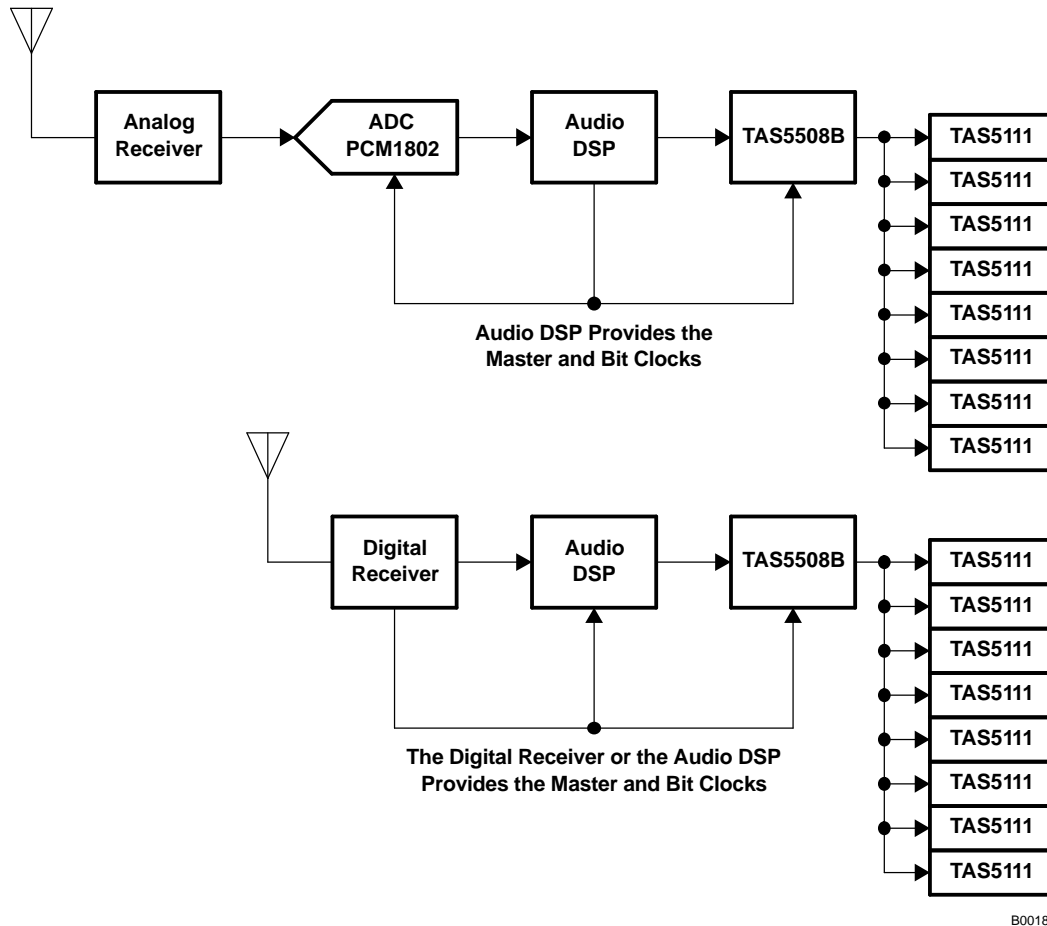 Analog
Receiver
ADC
PCM1802
Audio
DSP
TAS5508B
TAS5111
TAS5111
TAS5111
TAS5111
TAS5111
TAS5111
TAS5111
TAS5111
Audio DSP Provides the
Master and Bit Clocks
Digital
Receiver
Audio
DSP
TAS5508B
TAS5111
TAS5111
TAS5111
TAS5111
TAS5111
TAS5111
TAS5111
TAS5111
The Digital Receiver or the Audio DSP
Provides the Master and Bit Clocks
B0018